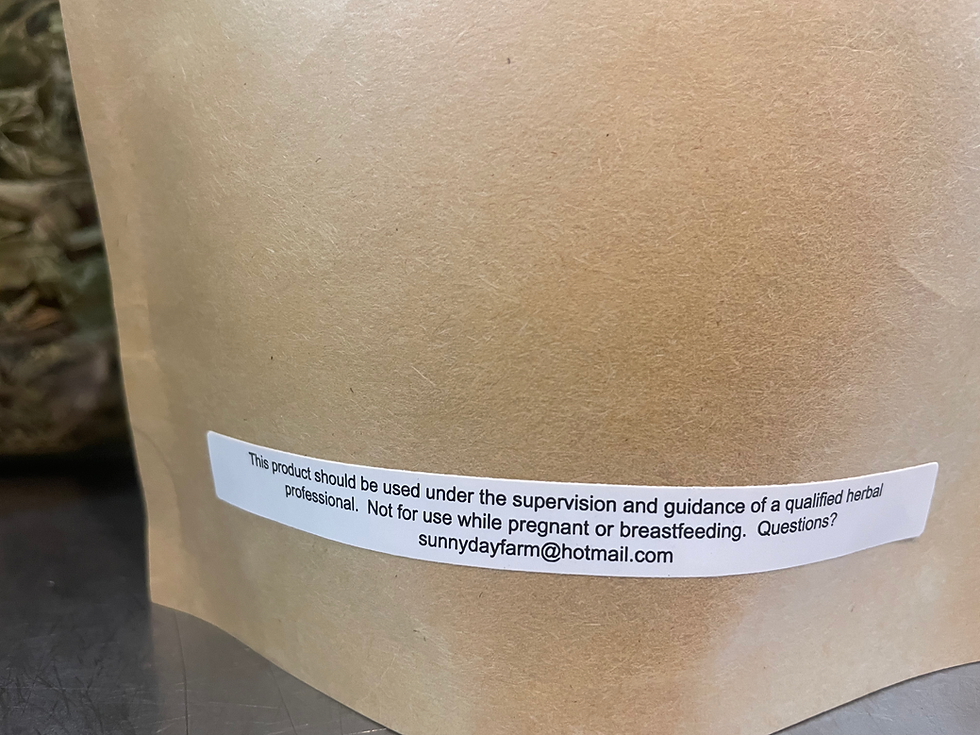 This product should be used under the supervision and guidance of a qualified herbal
professional.  Not for use while pregnant or breastfeeding.  Questions?
sunnydayfarm@hotmail.com